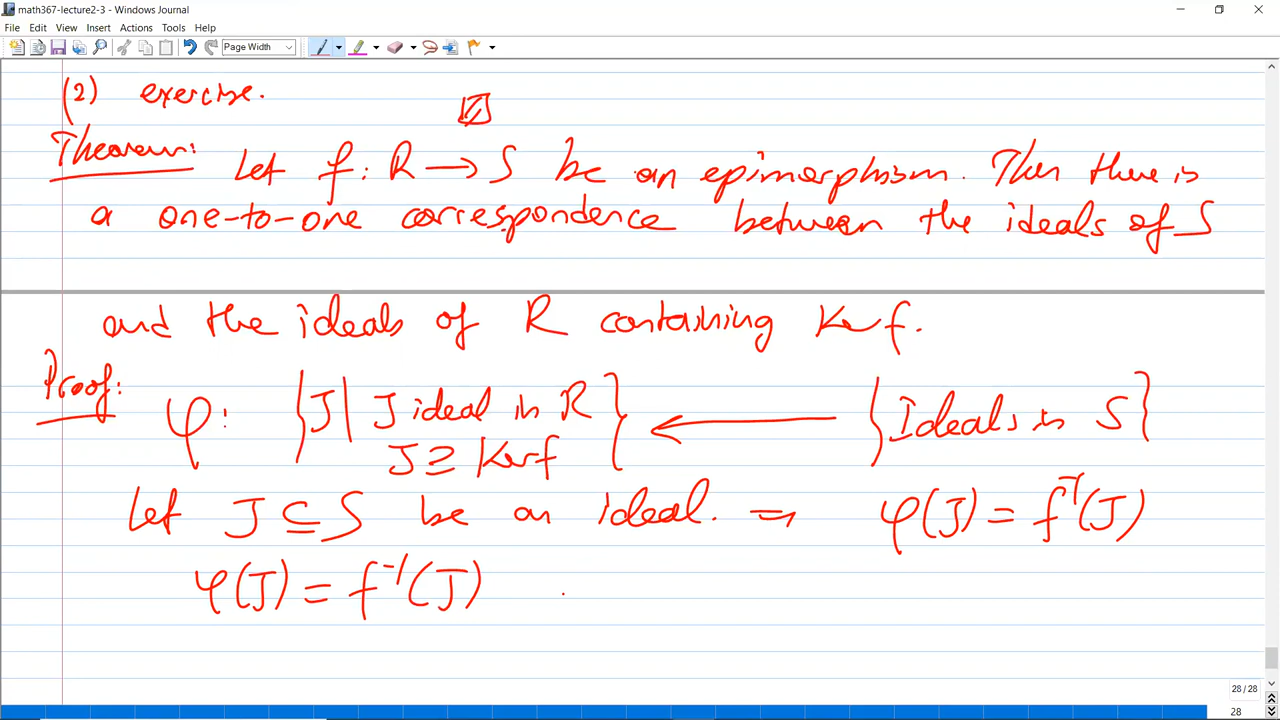 math367-lecture2-3 - Windows Journal
File Edit View Insert Actions Tools Help
Page Width
(2) exercise.
Theorem: Let f : R → S be an epimorphism. Then there is
a one-to-one correspondence between the ideals of S
and the ideals of R containing Ker f.
Proof:
φ: {J | J ideal in R J ⊇ Ker f} ← {Ideals in S}
Let J ⊆ S be an ideal. ⇒ φ(J) = f⁻¹(J)
φ(J) = f⁻¹(J)
28 / 28
28